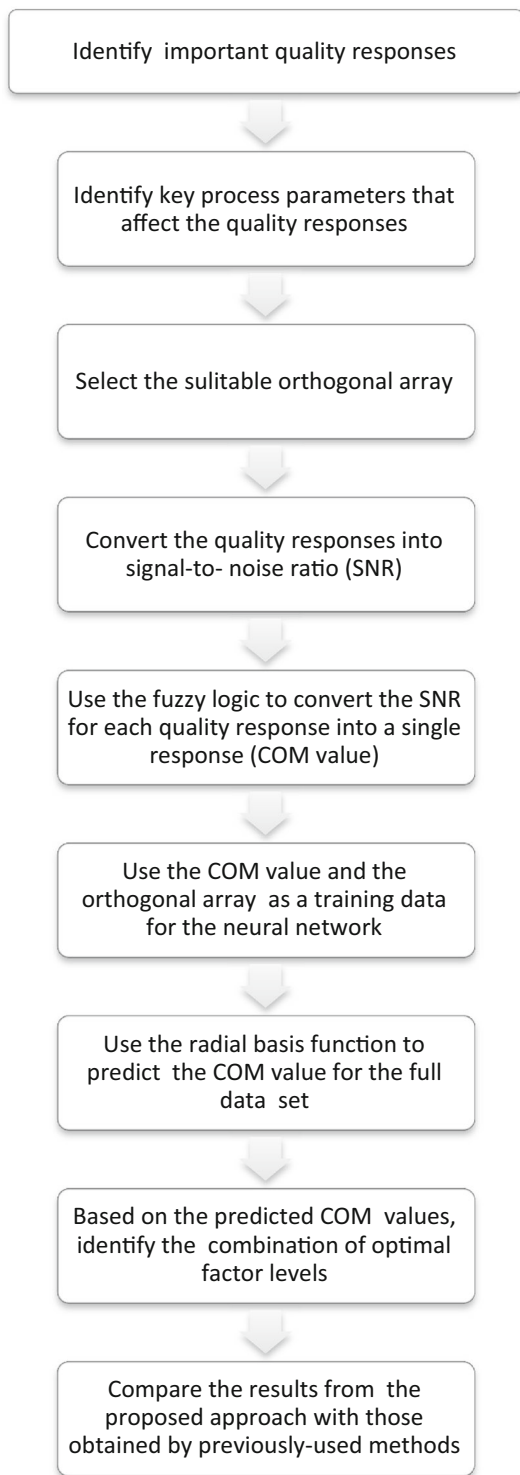 Identify important quality responses
Identify key process parameters that
affect the quality responses
Select the sulitable orthogonal array
Convert the quality responses into
signal-to- noise ratio (SNR)
Use the fuzzy logic to convert the SNR
for each quality response into a single
response (COM value)
Use the COM value and the
orthogonal array as a training data
for the neural network
Use the radial basis function to
predict the COM value for the full
data set
Based on the predicted COM values,
identify the combination of optimal
factor levels
Compare the results from the
proposed approach with those
obtained by previously-used methods